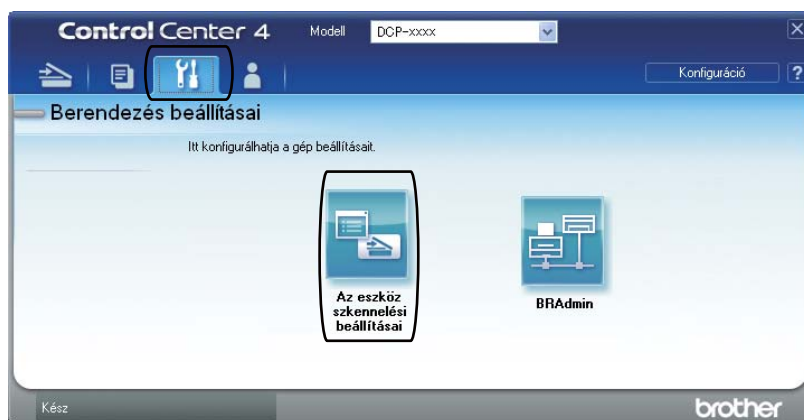 Control Center 4 Modell DCP-xxxx X
Konfiguráció ?
Berendezés beállításai
Itt konfigurálhatja a gép beállításait.
Az eszköz
szkennelési
beállításai
BRAdmin
Kész
brother